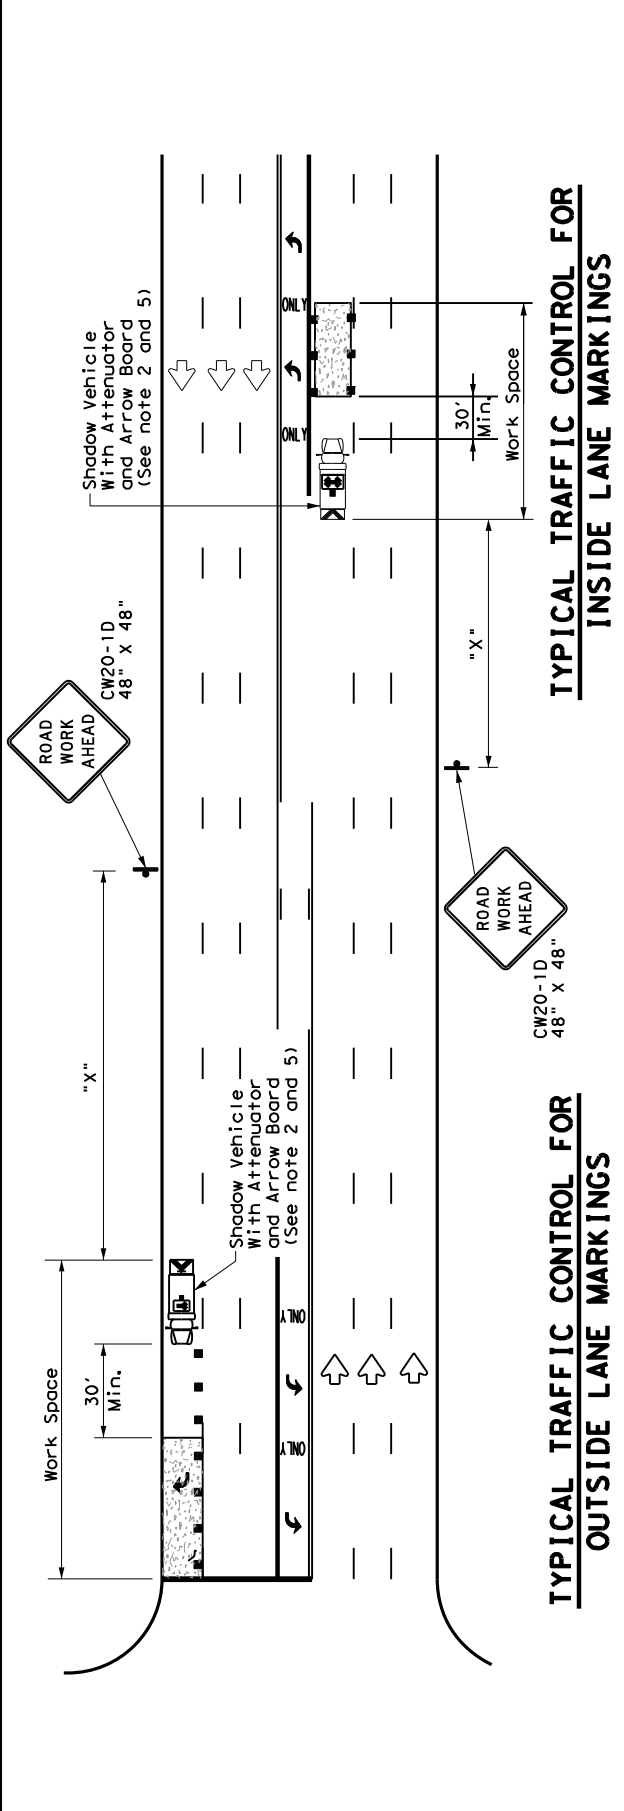 Shadow Vehicle
With Attenuator
and Arrow Board
(See note 2 and 5)
ONLY
ONLY
30'
Min.
Work Space
"X"
TYPICAL TRAFFIC CONTROL FOR
INSIDE LANE MARKINGS
ROAD
WORK
AHEAD
CW20-1D
48" X 48"
ROAD
WORK
AHEAD
CW20-1D
48" X 48"
"X"
Shadow Vehicle
With Attenuator
and Arrow Board
(See note 2 and 5)
ONLY
ONLY
30'
Min.
Work Space
TYPICAL TRAFFIC CONTROL FOR
OUTSIDE LANE MARKINGS